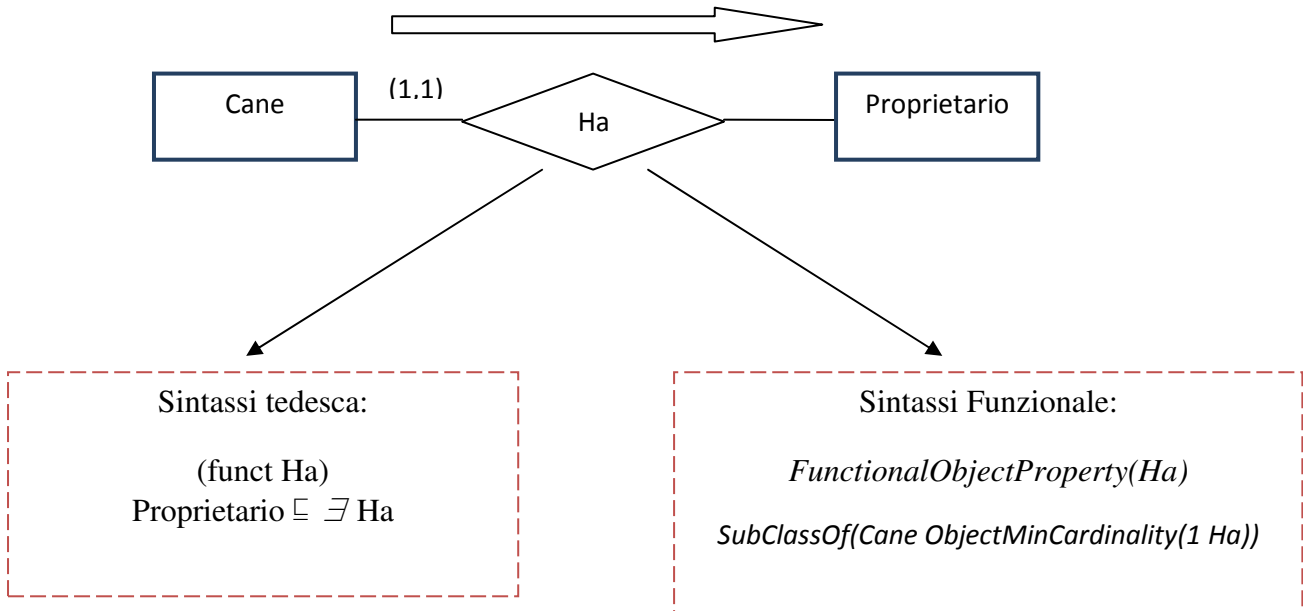 (1,1)
Cane
Ha
Proprietario
Sintassi tedesca:
(funct Ha)
Proprietario ⊑ ∃ Ha
Sintassi Funzionale:
FunctionalObjectProperty(Ha)
SubClassOf(Cane ObjectMinCardinality(1 Ha))